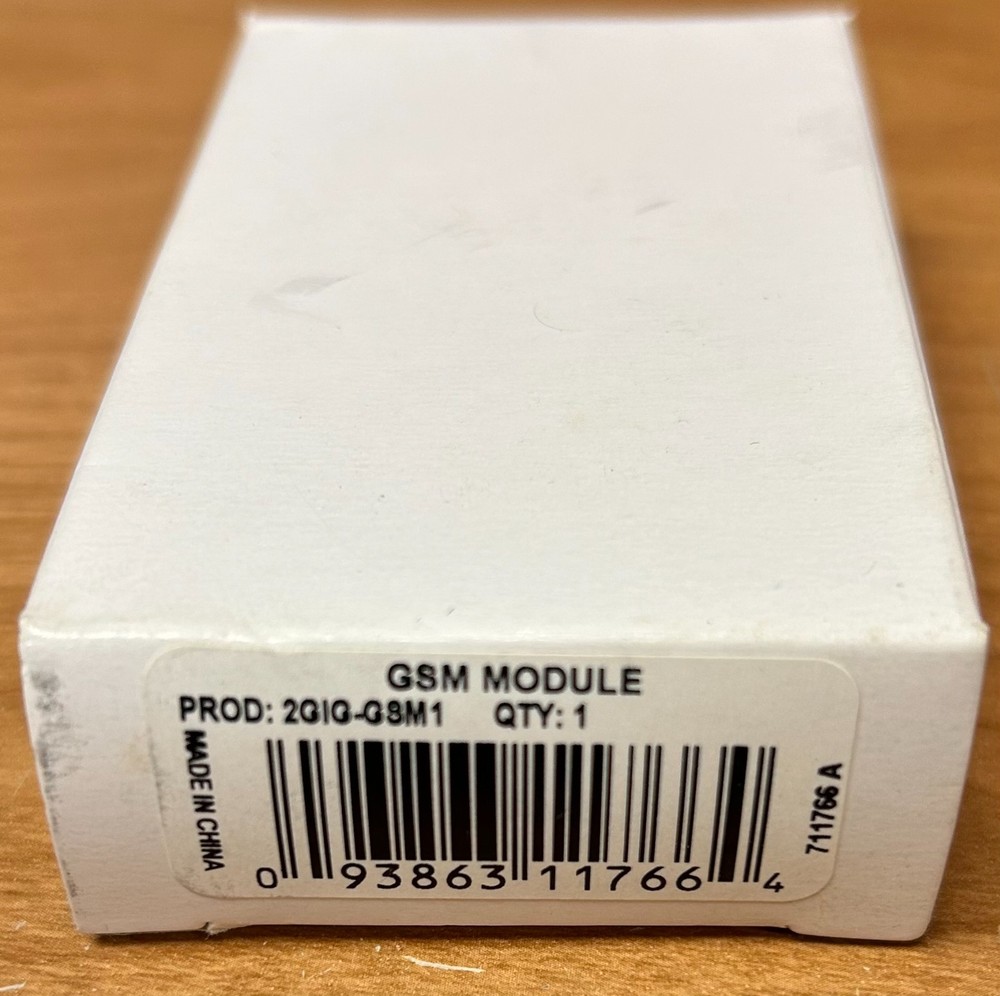 GSM MODULE
PROD: 2GIG-GSM1 QTY: 1
MADE IN CHINA
711766 A
0 93863 11766 4